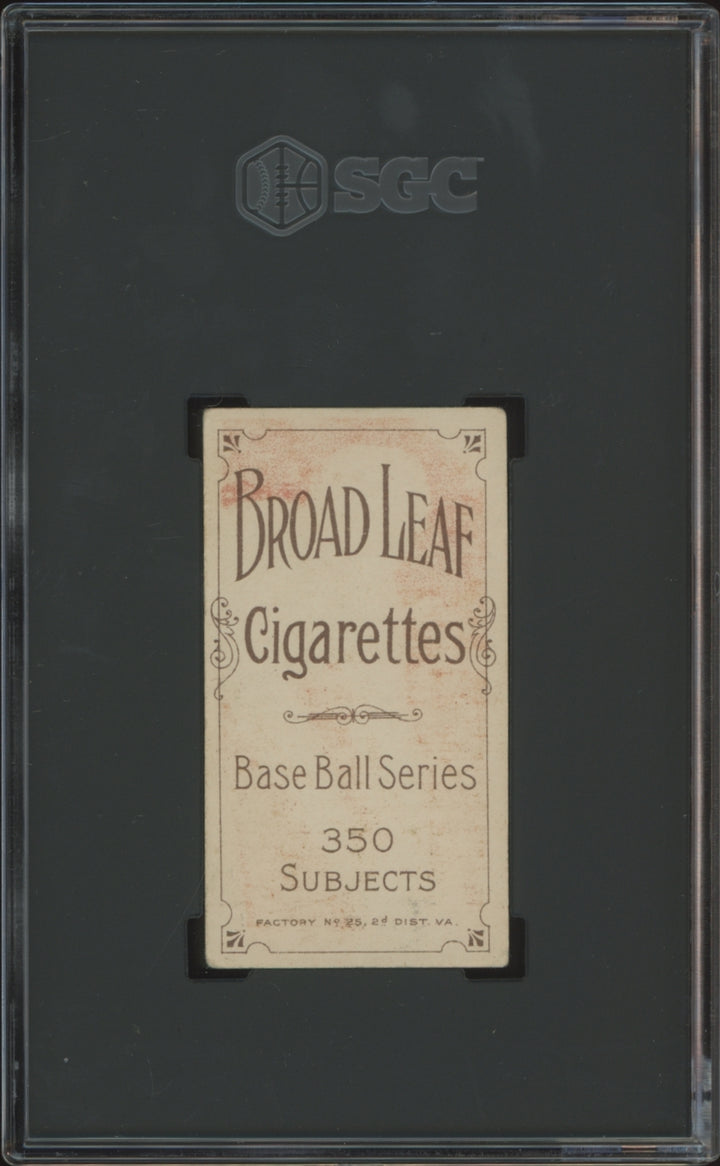 SGC
BROAD LEAF
Cigarettes
Base Ball Series
350
SUBJECTS
FACTORY Nº 25, 2d DIST. VA.